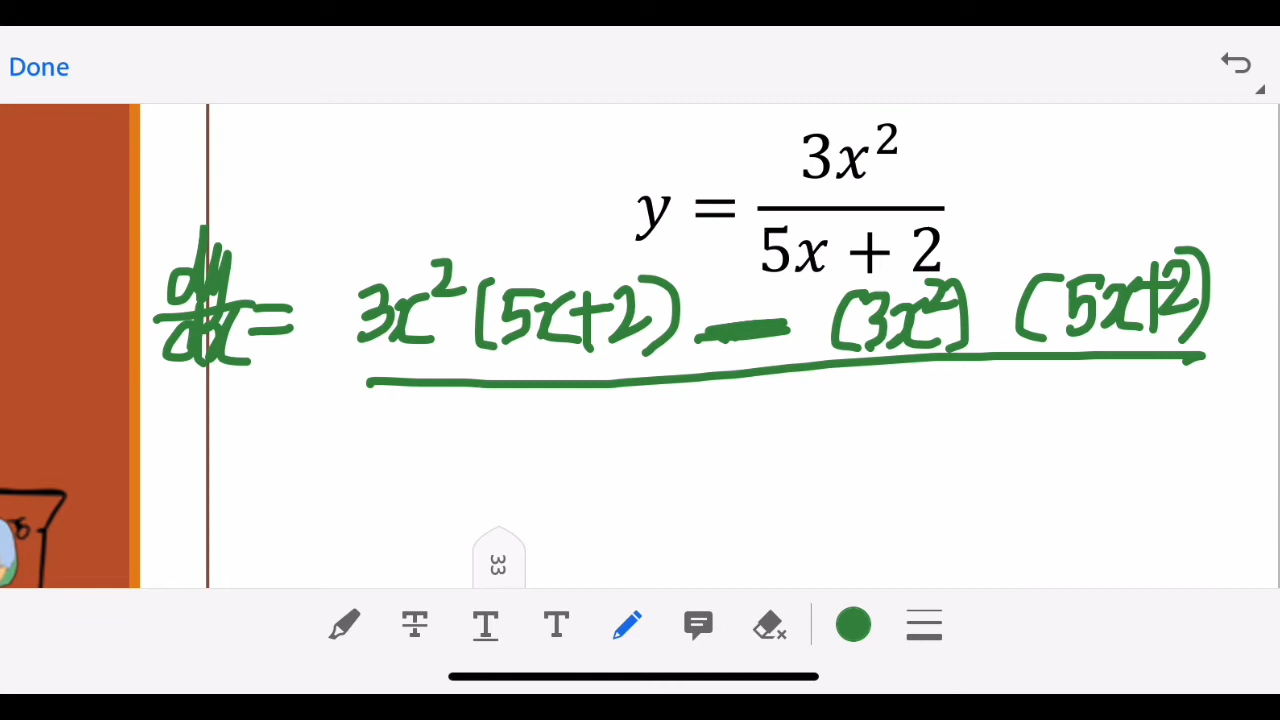 Done
y = 3x²
5x + 2
dy = 3x² (5x+2) — (3x²) (5x+2)
dx
33
T T T